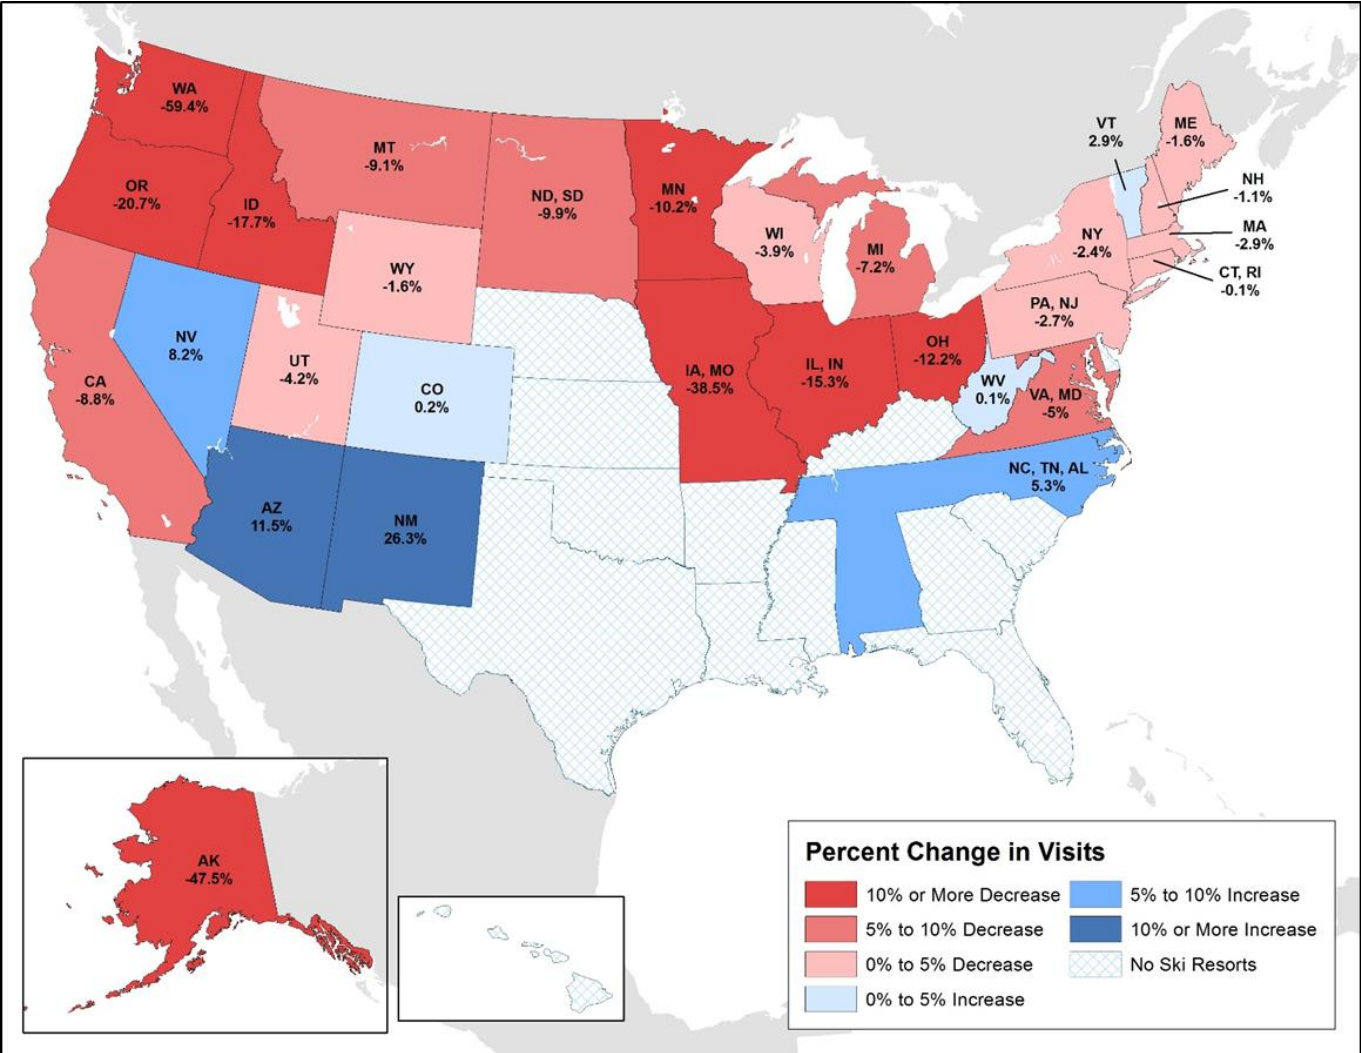 WA
-59.4%
OR
-20.7%
ID
-17.7%
MT
-9.1%
ND, SD
-9.9%
MN
-10.2%
WI
-3.9%
MI
-7.2%
VT
2.9%
ME
-1.6%
NH
-1.1%
MA
-2.9%
CT, RI
-0.1%
NY
-2.4%
PA, NJ
-2.7%
WY
-1.6%
NV
8.2%
UT
-4.2%
CO
0.2%
CA
-8.8%
IA, MO
-38.5%
IL, IN
-15.3%
OH
-12.2%
WV
0.1%
VA, MD
-5%
NC, TN, AL
5.3%
AZ
11.5%
NM
26.3%
AK
-47.5%
Percent Change in Visits
10% or More Decrease
5% to 10% Decrease
0% to 5% Decrease
0% to 5% Increase
5% to 10% Increase
10% or More Increase
No Ski Resorts